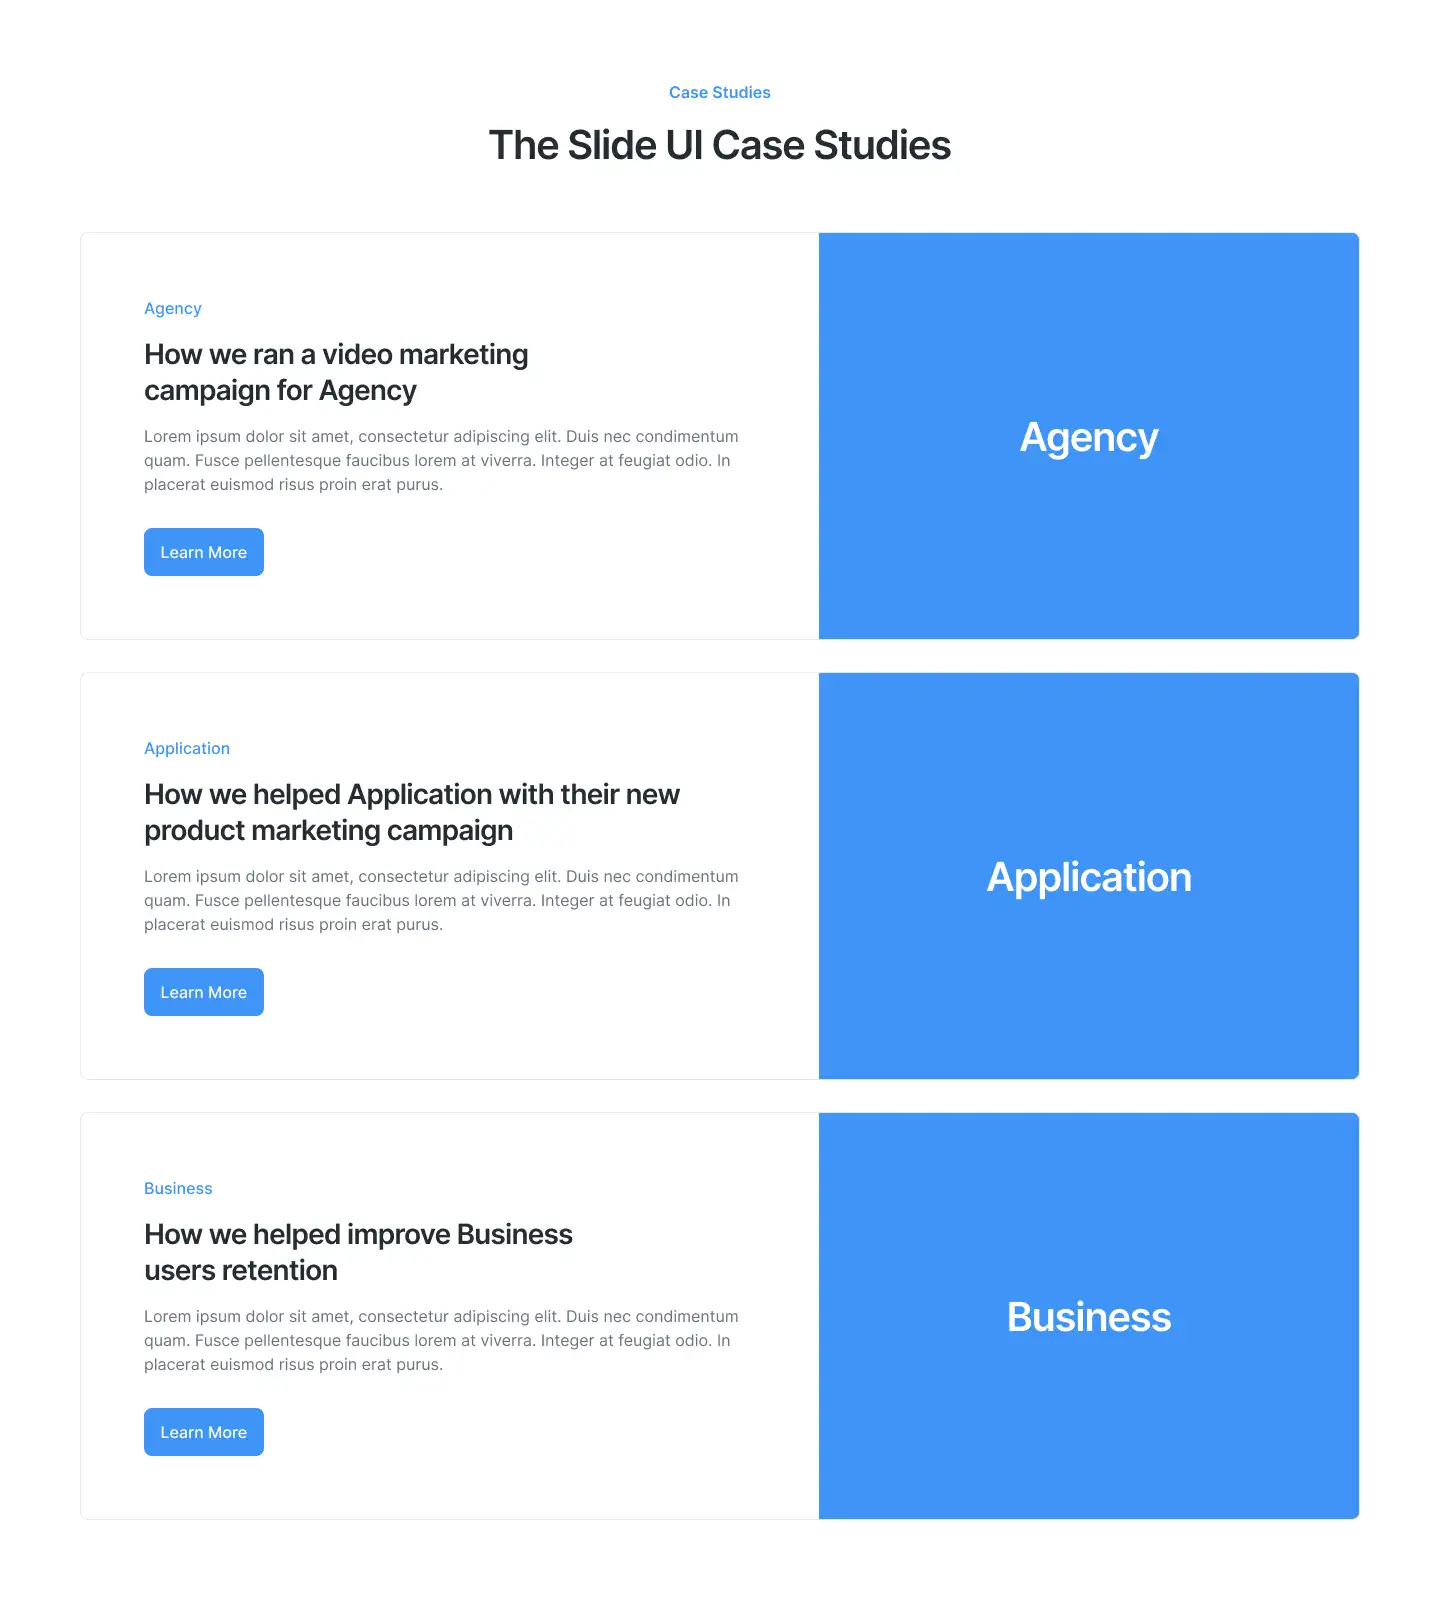 Case Studies
The Slide UI Case Studies
Agency
How we ran a video marketing
campaign for Agency
Lorem ipsum dolor sit amet, consectetur adipiscing elit. Duis nec condimentum
quam. Fusce pellentesque faucibus lorem at viverra. Integer at feugiat odio. In
placerat euismod risus proin erat purus.
Learn More
Agency
Application
How we helped Application with their new
product marketing campaign
Lorem ipsum dolor sit amet, consectetur adipiscing elit. Duis nec condimentum
quam. Fusce pellentesque faucibus lorem at viverra. Integer at feugiat odio. In
placerat euismod risus proin erat purus.
Learn More
Application
Business
How we helped improve Business
users retention
Lorem ipsum dolor sit amet, consectetur adipiscing elit. Duis nec condimentum
quam. Fusce pellentesque faucibus lorem at viverra. Integer at feugiat odio. In
placerat euismod risus proin erat purus.
Learn More
Business